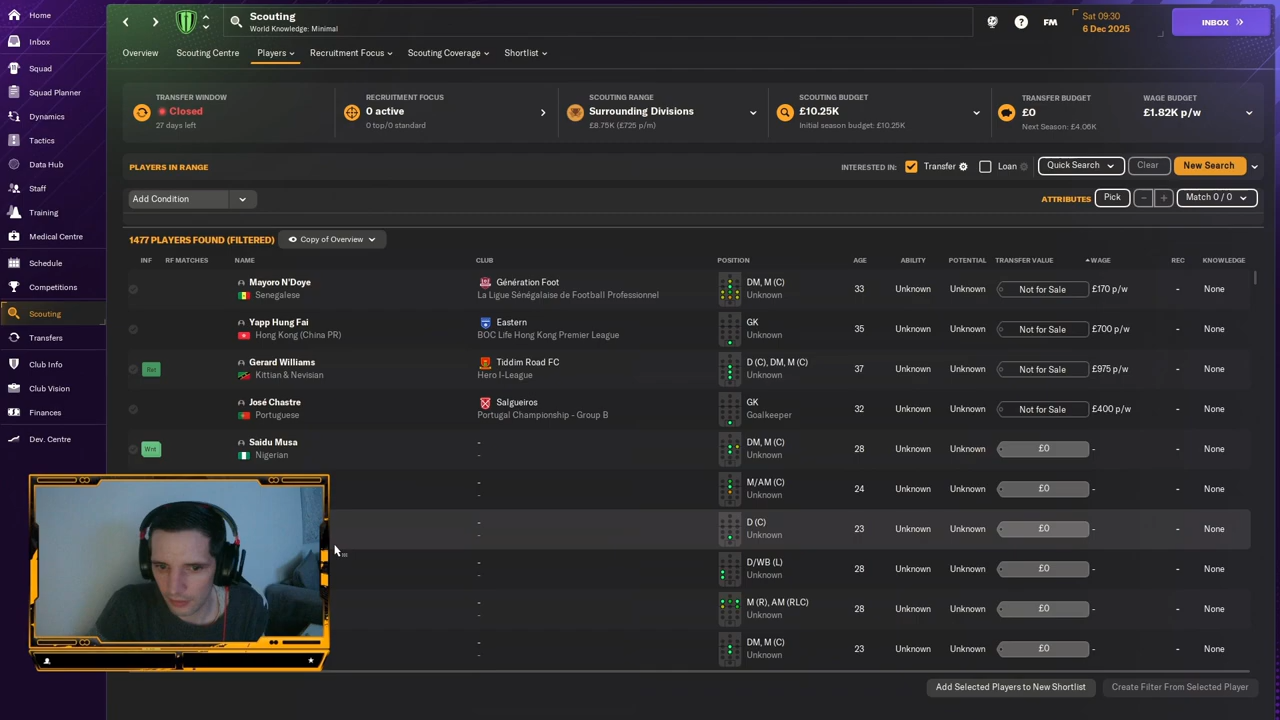 Home
Inbox
Squad
Squad Planner
Dynamics
Tactics
Data Hub
Staff
Training
Medical Centre
Schedule
Competitions
Scouting
Transfers
Club Info
Club Vision
Finances
Dev. Centre
Scouting
World Knowledge: Minimal
FM
Sat 09:30
6 Dec 2025
INBOX
Overview
Scouting Centre
Players
Recruitment Focus
Scouting Coverage
Shortlist
TRANSFER WINDOW
Closed
27 days left
RECRUITMENT FOCUS
0 active
0 top/0 standard
SCOUTING RANGE
Surrounding Divisions
£8.75K (£725 p/m)
SCOUTING BUDGET
£10.25K
Initial season budget: £10.25K
TRANSFER BUDGET
£0
Next Season: £4.06K
WAGE BUDGET
£1.82K p/w
PLAYERS IN RANGE
INTERESTED IN:
Transfer
Loan
Quick Search
Clear
New Search
Add Condition
ATTRIBUTES
Pick
Match 0 / 0
1477 PLAYERS FOUND (FILTERED)
Copy of Overview
INF RF MATCHES NAME CLUB POSITION AGE ABILITY POTENTIAL TRANSFER VALUE WAGE REC KNOWLEDGE
Mayoro N'Doye Génération Foot DM, M (C) 33 Unknown Unknown Not for Sale £170 p/w - None
Senegalese La Ligue Sénégalaise de Football Professionnel Unknown
Yapp Hung Fai Eastern GK 35 Unknown Unknown Not for Sale £700 p/w - None
Hong Kong (China PR) BOC Life Hong Kong Premier League Unknown
Ret Gerard Williams Tiddim Road FC D (C), DM, M (C) 37 Unknown Unknown Not for Sale £975 p/w - None
Kittian & Nevisian Hero I-League Unknown
José Chastre Salgueiros GK 32 Unknown Unknown Not for Sale £400 p/w - None
Portuguese Portugal Championship - Group B Goalkeeper
Wnt Saidu Musa - DM, M (C) 28 Unknown Unknown £0 - - None
Nigerian - Unknown
- M/AM (C) 24 Unknown Unknown £0 - - None
- Unknown
- D (C) 23 Unknown Unknown £0 - - None
- Unknown
- D/WB (L) 28 Unknown Unknown £0 - - None
- Unknown
- M (R), AM (RLC) 28 Unknown Unknown £0 - - None
- Unknown
- DM, M (C) 23 Unknown Unknown £0 - - None
- Unknown
Add Selected Players to New Shortlist
Create Filter From Selected Player